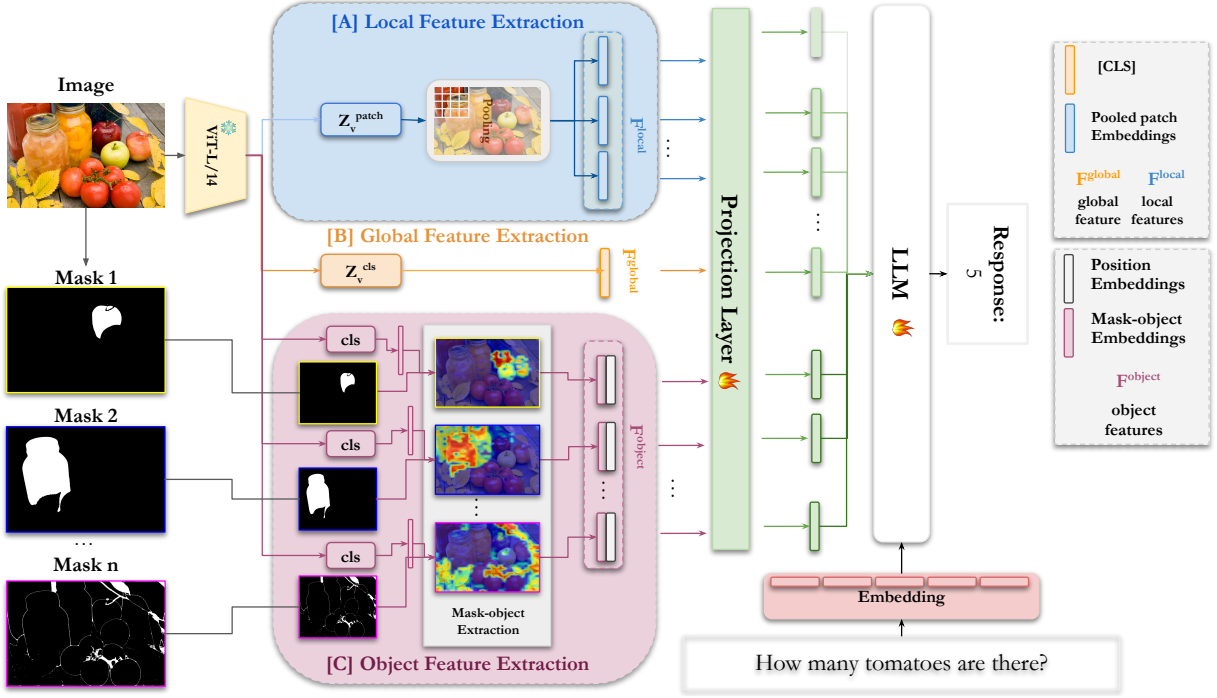 [A] Local Feature Extraction
Image
ViT-L/14
Z_v^patch
Pooling
F^local
...
[B] Global Feature Extraction
Z_v^cls
F^global
Mask 1
Mask 2
...
Mask n
cls
cls
cls
...
Mask-object
Extraction
F^object
...
...
[C] Object Feature Extraction
Projection Layer
...
LLM
Response:
5
Embedding
How many tomatoes are there?
[CLS]
Pooled patch
Embeddings
F^global F^local
global local
feature features
Position
Embeddings
Mask-object
Embeddings
F^object
object
features